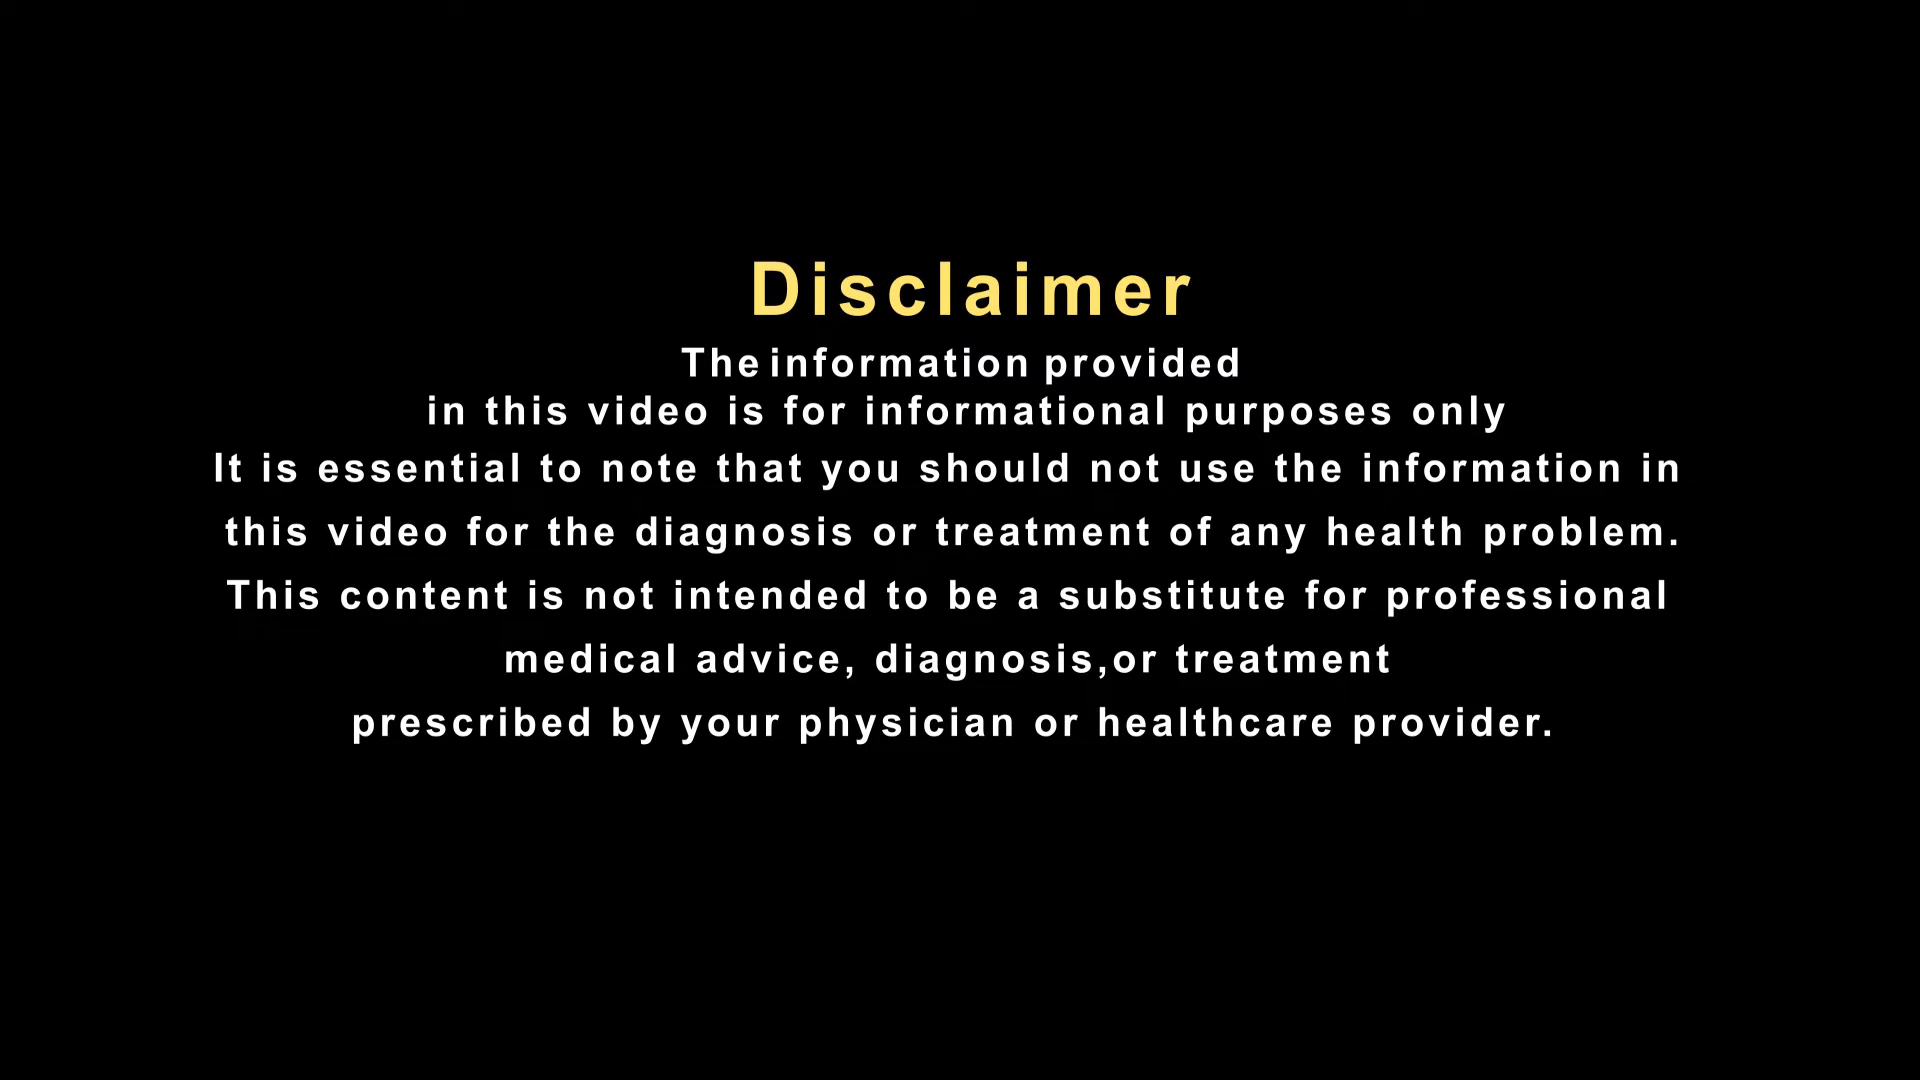 Disclaimer
The information provided
in this video is for informational purposes only
It is essential to note that you should not use the information in
this video for the diagnosis or treatment of any health problem.
This content is not intended to be a substitute for professional
medical advice, diagnosis,or treatment
prescribed by your physician or healthcare provider.